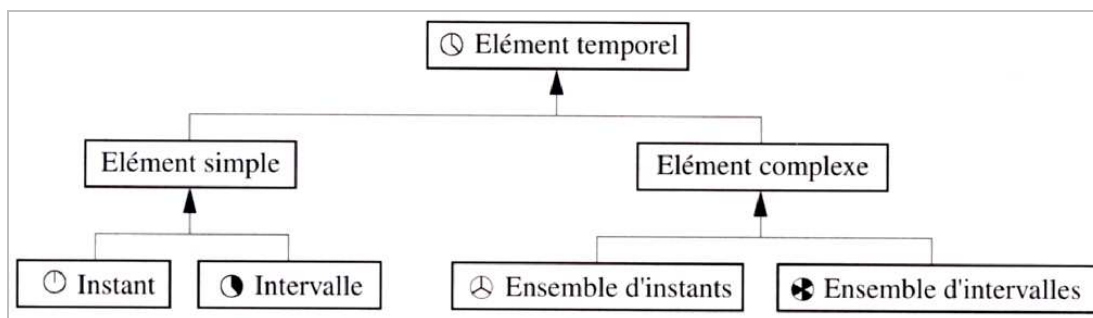 Elément temporel
Elément simple
Elément complexe
Instant
Intervalle
Ensemble d'instants
Ensemble d'intervalles